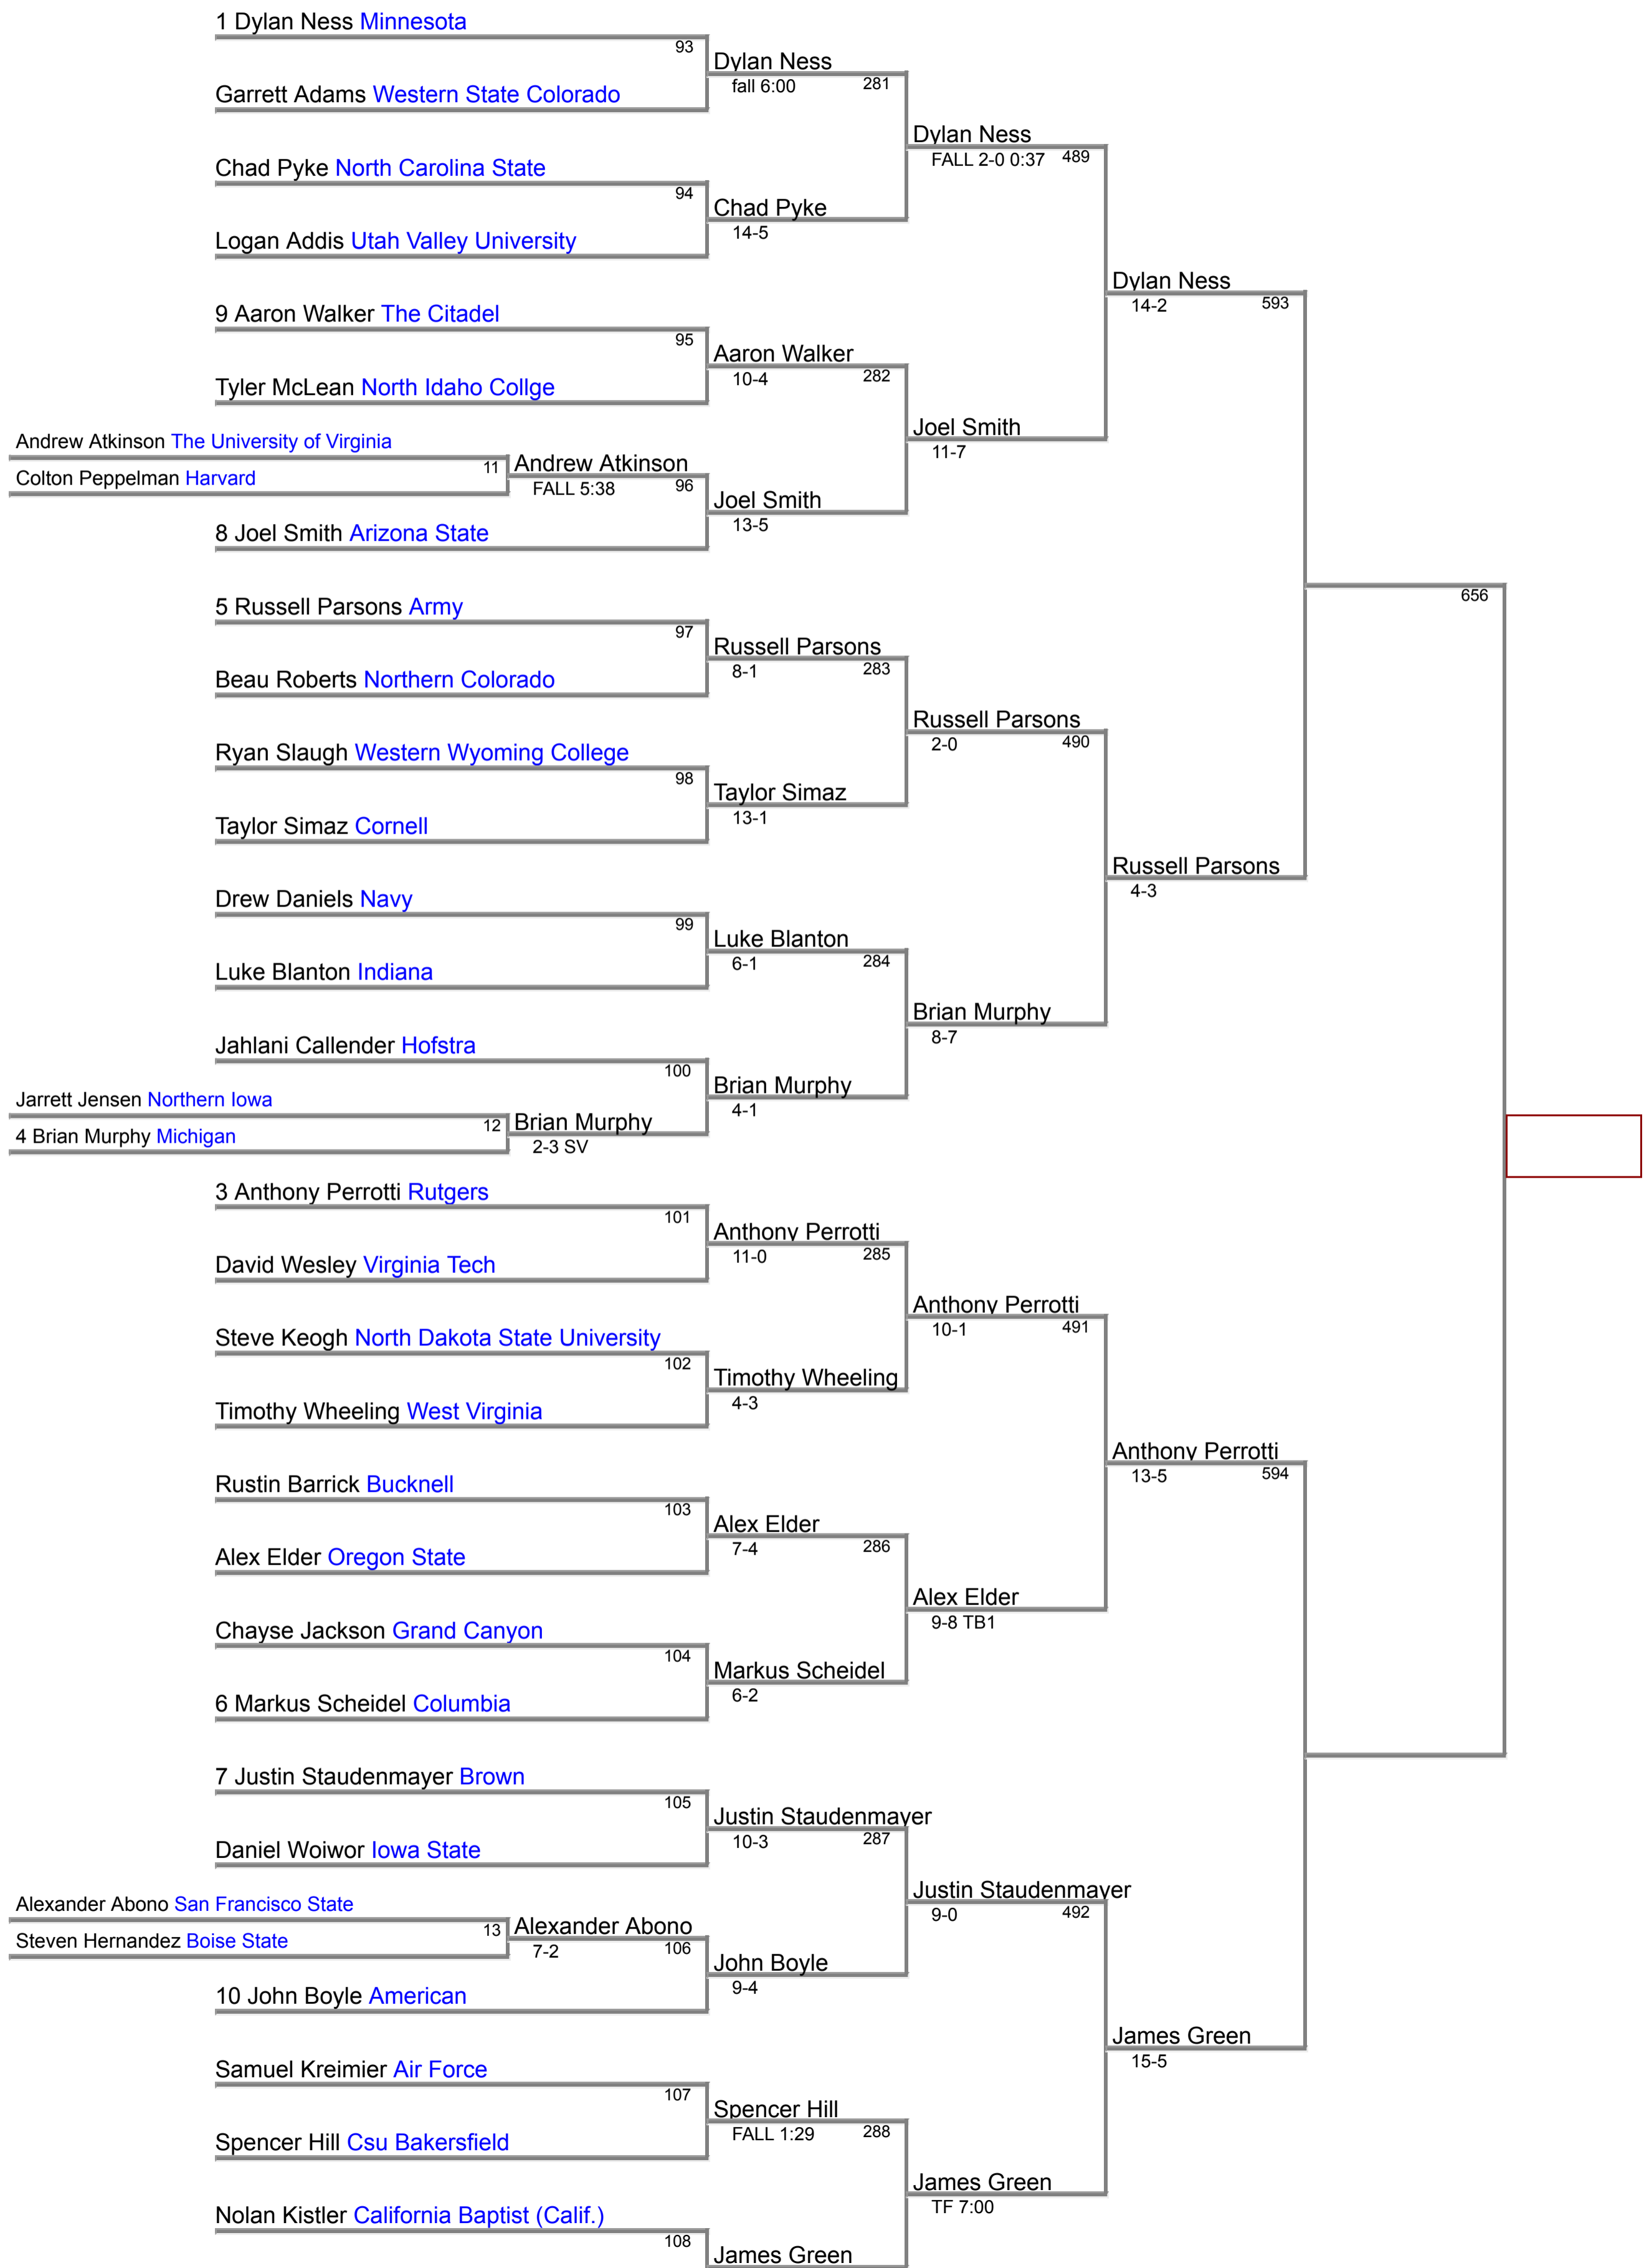 1 Dylan Ness Minnesota
93
Dylan Ness
fall 6:00
281
Garrett Adams Western State Colorado
Dylan Ness
FALL 2-0 0:37
489
Chad Pyke North Carolina State
94
Chad Pyke
14-5
Logan Addis Utah Valley University
Dylan Ness
14-2
593
9 Aaron Walker The Citadel
95
Aaron Walker
10-4
282
Tyler McLean North Idaho Collge
Joel Smith
11-7
Andrew Atkinson The University of Virginia
11
Andrew Atkinson
FALL 5:38
96
Colton Peppelman Harvard
Joel Smith
13-5
8 Joel Smith Arizona State
656
5 Russell Parsons Army
97
Russell Parsons
8-1
283
Beau Roberts Northern Colorado
Russell Parsons
2-0
490
Ryan Slaugh Western Wyoming College
98
Taylor Simaz
13-1
Taylor Simaz Cornell
Russell Parsons
4-3
Drew Daniels Navy
99
Luke Blanton
6-1
284
Luke Blanton Indiana
Brian Murphy
8-7
Jahlani Callender Hofstra
100
Brian Murphy
4-1
Jarrett Jensen Northern Iowa
12
Brian Murphy
2-3 SV
4 Brian Murphy Michigan
3 Anthony Perrotti Rutgers
101
Anthony Perrotti
11-0
285
David Wesley Virginia Tech
Anthony Perrotti
10-1
491
Steve Keogh North Dakota State University
102
Timothy Wheeling
4-3
Timothy Wheeling West Virginia
Anthony Perrotti
13-5
594
Rustin Barrick Bucknell
103
Alex Elder
7-4
286
Alex Elder Oregon State
Alex Elder
9-8 TB1
Chayse Jackson Grand Canyon
104
Markus Scheidel
6-2
6 Markus Scheidel Columbia
7 Justin Staudenmayer Brown
105
Justin Staudenmayer
10-3
287
Daniel Woiwor Iowa State
Justin Staudenmayer
9-0
492
Alexander Abono San Francisco State
13
Alexander Abono
7-2
106
Steven Hernandez Boise State
John Boyle
9-4
10 John Boyle American
James Green
15-5
Samuel Kreimier Air Force
107
Spencer Hill
FALL 1:29
288
Spencer Hill Csu Bakersfield
James Green
TF 7:00
Nolan Kistler California Baptist (Calif.)
108
James Green